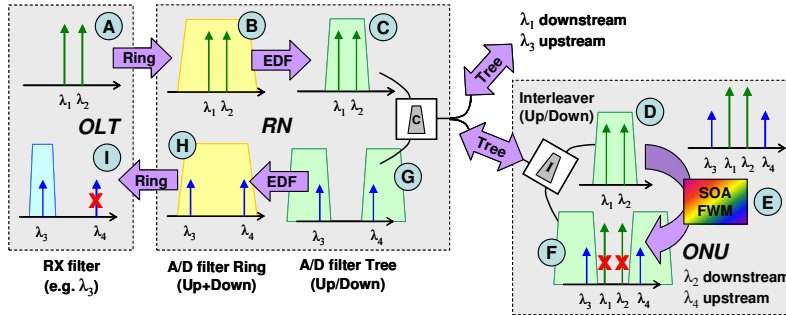 A
λ1 λ2
OLT
Ring
B
λ1 λ2
EDF
C
λ1 λ2
RN
C
Tree
λ1 downstream
λ3 upstream
Tree
Interleaver
(Up/Down)
D
λ1 λ2
I
λ3 λ1 λ2 λ4
SOA
FWM
E
F
λ3 λ1 λ2 λ4
ONU
λ2 downstream
λ4 upstream
G
λ3 λ4
EDF
H
λ3 λ4
Ring
I
λ3 λ4
RX filter
(e.g. λ3)
A/D filter Ring
(Up+Down)
A/D filter Tree
(Up/Down)